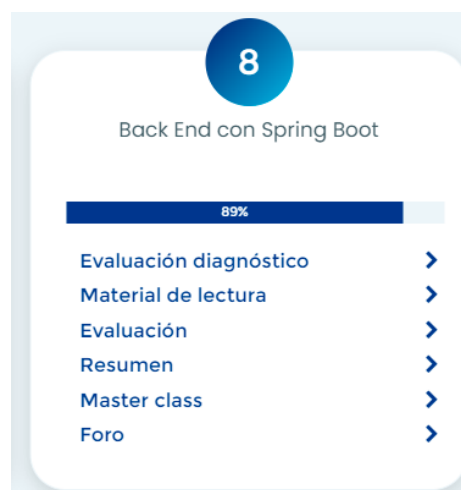 8
Back End con Spring Boot
89%
Evaluación diagnóstico
Material de lectura
Evaluación
Resumen
Master class
Foro